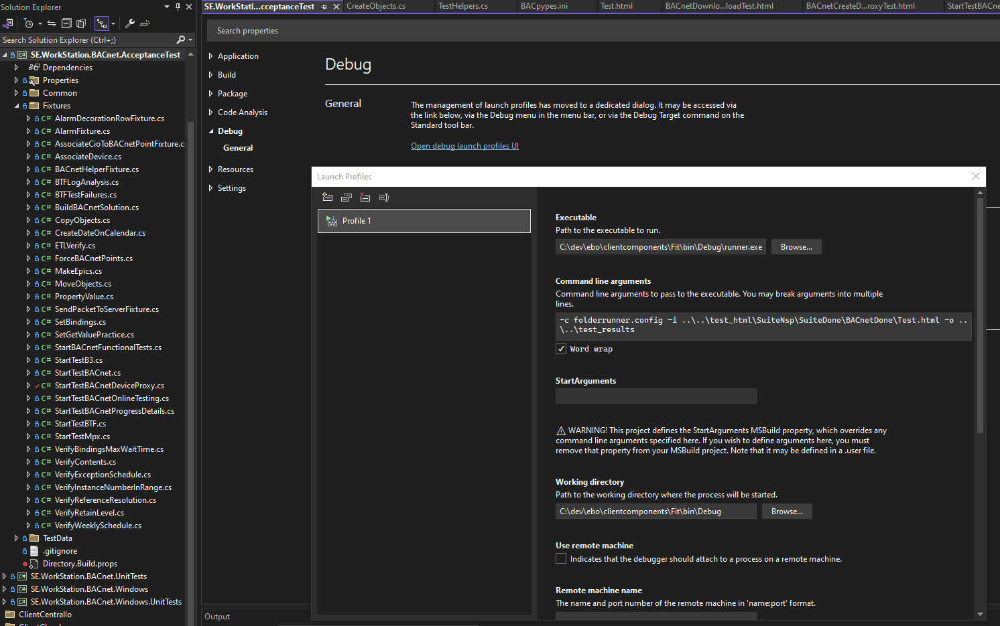 Solution Explorer
Search Solution Explorer (Ctrl+;)
SE.WorkStation.BACnet.AcceptanceTest
Dependencies
Properties
Common
Fixtures
AlarmDecorationRowFixture.cs
AlarmFixture.cs
AssociateCioToBACnetPointFixture.c
AssociateDevice.cs
BACnetHelperFixture.cs
BTFLogAnalysis.cs
BTFTestFailures.cs
BuildBACnetSolution.cs
CopyObjects.cs
CreateDateOnCalendar.cs
ETLVerify.cs
ForceBACnetPoints.cs
MakeEpics.cs
MoveObjects.cs
PropertyValue.cs
SendPacketToServerFixture.cs
SetBindings.cs
SetGetValuePractice.cs
StartBACnetFunctionalTests.cs
StartTestB3.cs
StartTestBACnet.cs
StartTestBACnetDeviceProxy.cs
StartTestBACnetOnlineTesting.cs
StartTestBACnetProgressDetails.cs
StartTestBTF.cs
StartTestMpx.cs
VerifyBindingsMaxWaitTime.cs
VerifyContents.cs
VerifyExceptionSchedule.cs
VerifyInstanceNumberInRange.cs
VerifyReferenceResolution.cs
VerifyRetainLevel.cs
VerifyWeeklySchedule.cs
TestData
.gitignore
Directory.Build.props
SE.WorkStation.BACnet.UnitTests
SE.WorkStation.BACnet.Windows
SE.WorkStation.BACnet.Windows.UnitTests
ClientCentrallo
SE.WorkStati...cceptanceTest
CreateObjects.cs
TestHelpers.cs
BACpypes.ini
Test.html
BACnetDownlo...loadTest.html
BACnetCreateD...roxyTest.html
StartTestBACne
Search properties
Application
Build
Package
Code Analysis
Debug
General
Resources
Settings
Debug
General
The management of launch profiles has moved to a dedicated dialog. It may be accessed via
the link below, via the Debug menu in the menu bar, or via the Debug Target command on the
Standard tool bar.
Open debug launch profiles UI
Launch Profiles
Profile 1
Executable
Path to the executable to run.
C:\dev\ebo\clientcomponents\Fit\bin\Debug\runner.exe
Browse...
Command line arguments
Command line arguments to pass to the executable. You may break arguments into multiple
lines.
-c folderrunner.config -i ..\..\test_html\SuiteNsp\SuiteDone\BACnetDone\Test.html -o ..
\..\test_results
Word wrap
StartArguments
WARNING! This project defines the StartArguments MSBuild property, which overrides any
command line arguments specified here. If you wish to define arguments here, you must
remove that property from your MSBuild project. Note that it may be defined in a .user file.
Working directory
Path to the working directory where the process will be started.
C:\dev\ebo\clientcomponents\Fit\bin\Debug
Browse...
Use remote machine
Indicates that the debugger should attach to a process on a remote machine.
Remote machine name
The name and port number of the remote machine in 'name:port' format.
Output